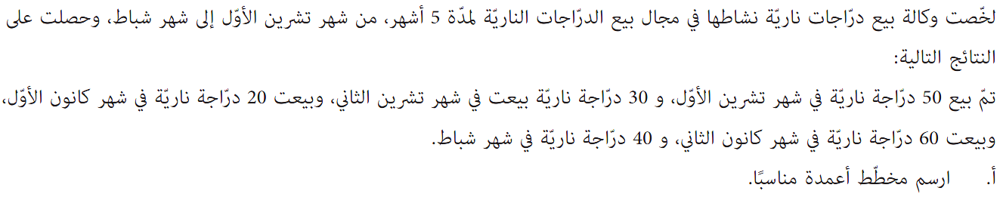 لخّصت وكالة بيع درّاجات ناريّة نشاطها في مجال بيع الدرّاجات الناريّة لمدّة 5 أشهر، من شهر تشرين الأوّل إلى شهر شباط، وحصلت على
النتائج التالية:
تمّ بيع 50 درّاجة ناريّة في شهر تشرين الأوّل، و 30 درّاجة ناريّة بيعت في شهر تشرين الثاني، وبيعت 20 درّاجة ناريّة في شهر كانون الأوّل،
وبيعت 60 درّاجة ناريّة في شهر كانون الثاني، و 40 درّاجة ناريّة في شهر شباط.
أ. ارسم مخطّط أعمدة مناسبًا.